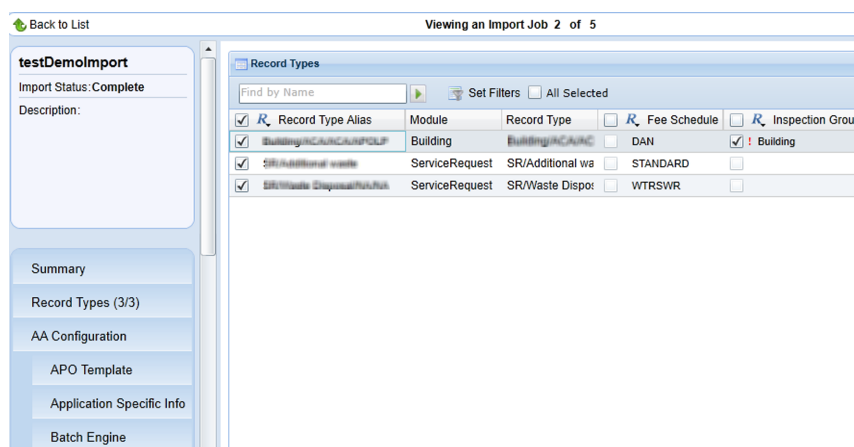 Back to List
Viewing an Import Job 2 of 5
testDemoImport
Import Status:Complete
Description:
Summary
Record Types (3/3)
AA Configuration
APO Template
Application Specific Info
Batch Engine
Record Types
Find by Name
Set Filters All Selected
R Record Type Alias Module Record Type R Fee Schedule R Inspection Grou
Building DAN ! Building
ServiceRequest SR/Additional wa STANDARD
ServiceRequest SR/Waste Dispos WTRSWR